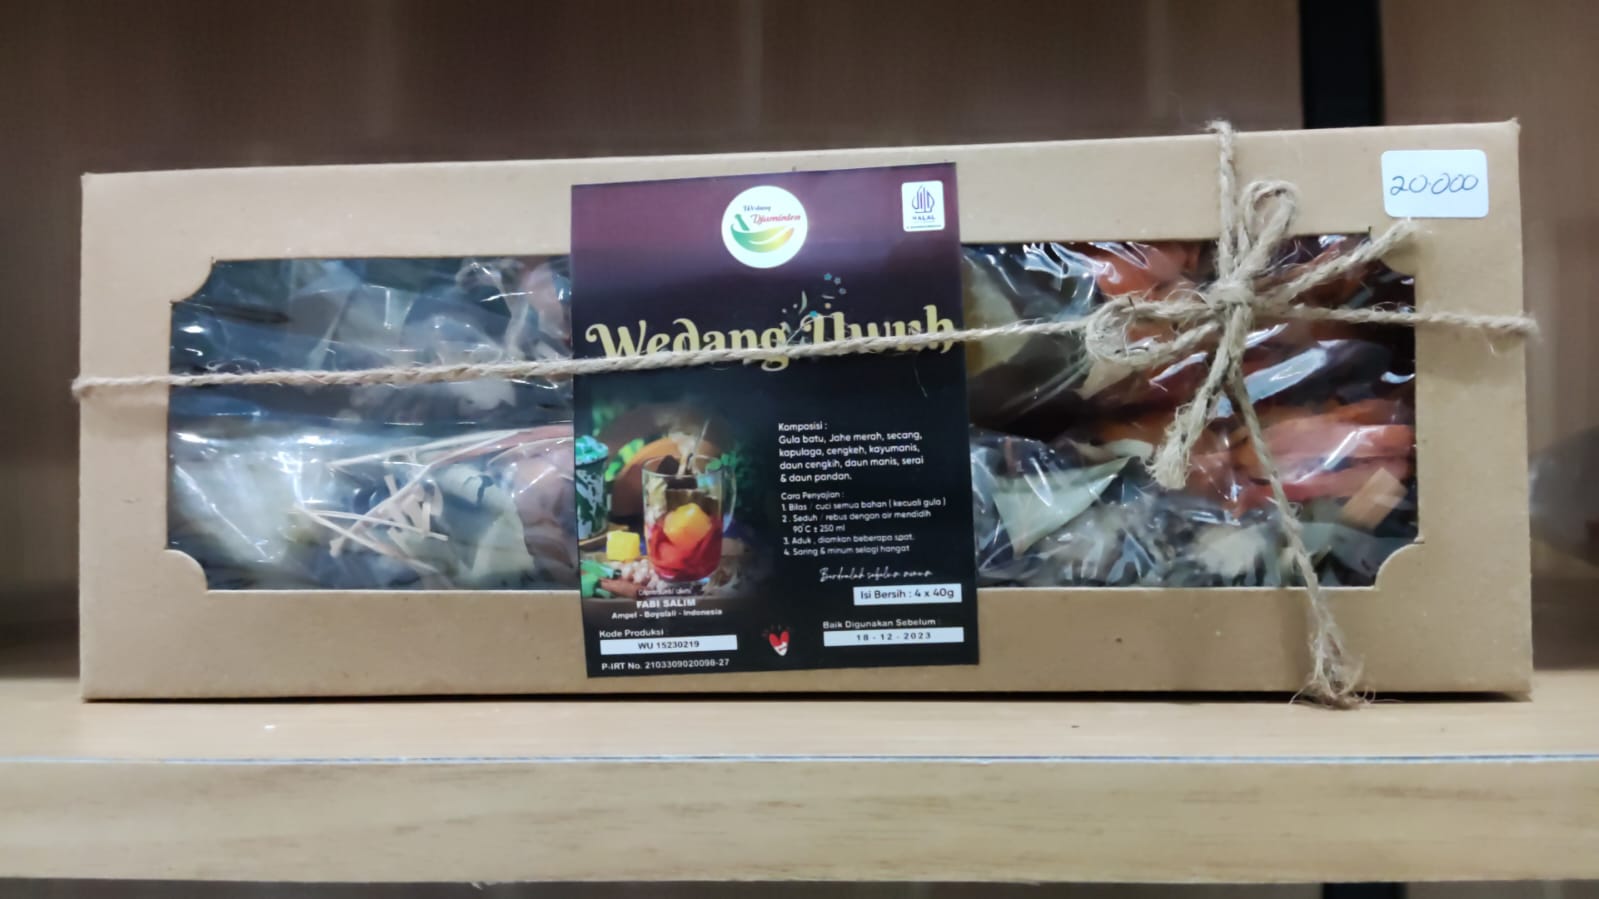 20.000
Wedang
Djamintra
HALAL
Wedang Uwuh
Komposisi :
Gula batu, Jahe merah, secang,
kapulaga, cengkeh, kayumanis,
daun cengkih, daun manis, serai
& daun pandan.
Cara Penyajian :
1. Bilas / cuci semua bahan ( kecuali gula )
2. Seduh / rebus dengan air mendidih
90°C ± 250 ml
3. Aduk , diamkan beberapa saat.
4. Saring & minum selagi hangat
Berdoalah sebelum minum
Isi Bersih : 4 x 40g
FABI SALIM
Ampel - Boyolali - Indonesia
Kode Produksi :
WU 15230219
P-IRT No. 2103309020098-27
Baik Digunakan Sebelum :
18 - 12 - 2023